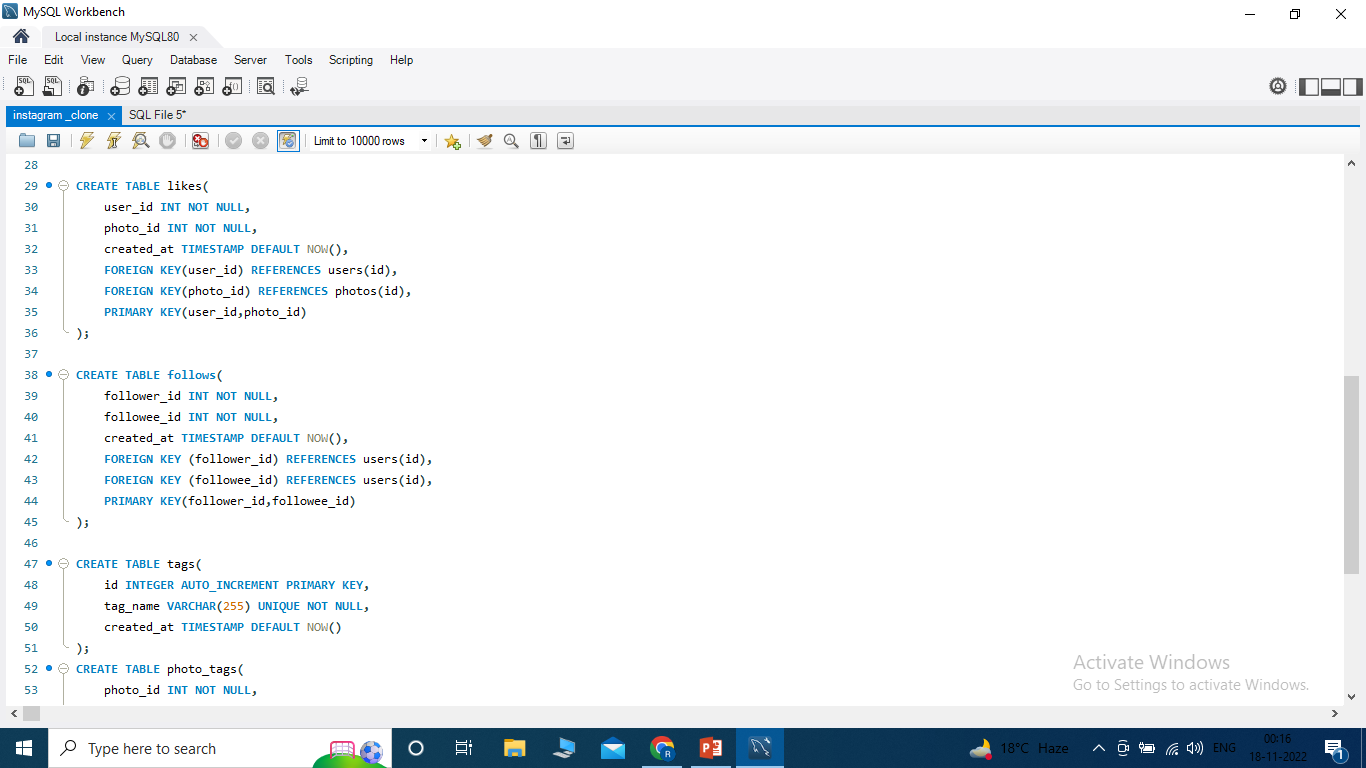 MySQL Workbench
Local instance MySQL80
File Edit View Query Database Server Tools Scripting Help
instagram _clone SQL File 5*
Limit to 10000 rows
28
29 CREATE TABLE likes(
30 user_id INT NOT NULL,
31 photo_id INT NOT NULL,
32 created_at TIMESTAMP DEFAULT NOW(),
33 FOREIGN KEY(user_id) REFERENCES users(id),
34 FOREIGN KEY(photo_id) REFERENCES photos(id),
35 PRIMARY KEY(user_id,photo_id)
36 );
37
38 CREATE TABLE follows(
39 follower_id INT NOT NULL,
40 followee_id INT NOT NULL,
41 created_at TIMESTAMP DEFAULT NOW(),
42 FOREIGN KEY (follower_id) REFERENCES users(id),
43 FOREIGN KEY (followee_id) REFERENCES users(id),
44 PRIMARY KEY(follower_id,followee_id)
45 );
46
47 CREATE TABLE tags(
48 id INTEGER AUTO_INCREMENT PRIMARY KEY,
49 tag_name VARCHAR(255) UNIQUE NOT NULL,
50 created_at TIMESTAMP DEFAULT NOW()
51 );
52 CREATE TABLE photo_tags(
53 photo_id INT NOT NULL,
Activate Windows
Go to Settings to activate Windows.
Type here to search
18°C Haze
ENG
00:16
18-11-2022
1